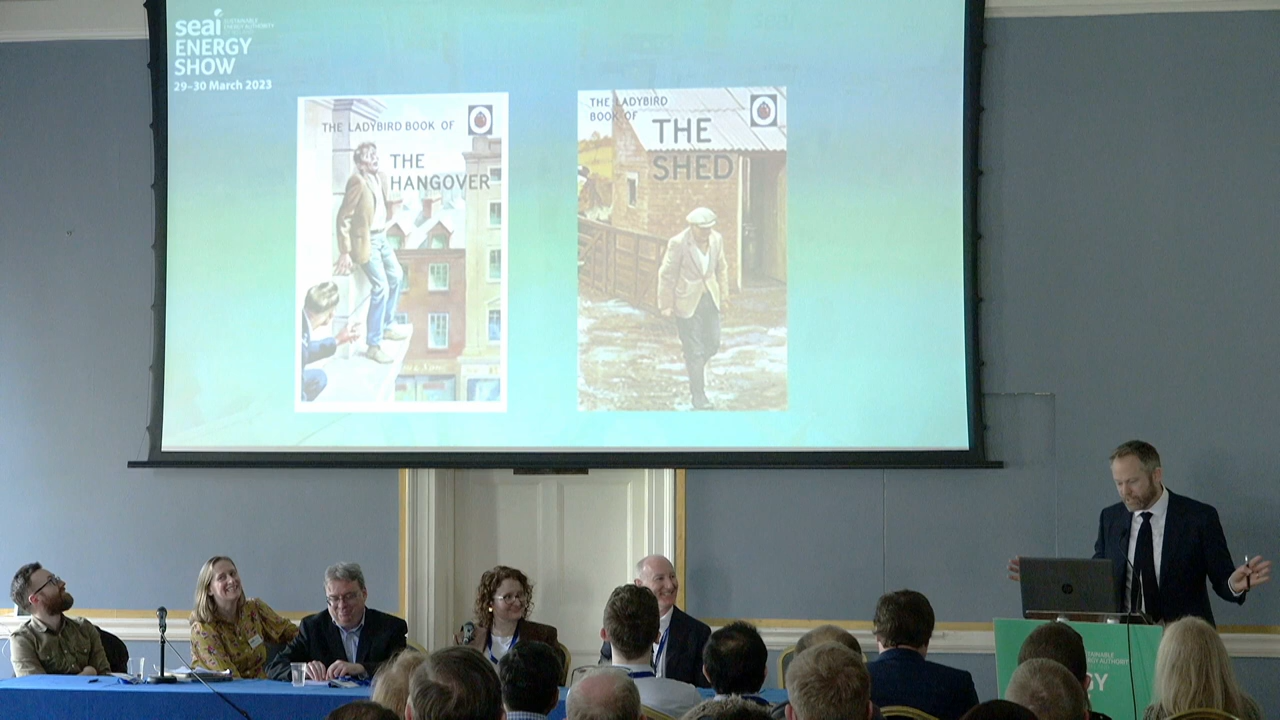 seai SUSTAINABLE
ENERGY AUTHORITY
ENERGY
SHOW
29-30 March 2023
THE LADYBIRD BOOK OF
THE
HANGOVER
THE LADYBIRD
BOOK OF
THE
SHED